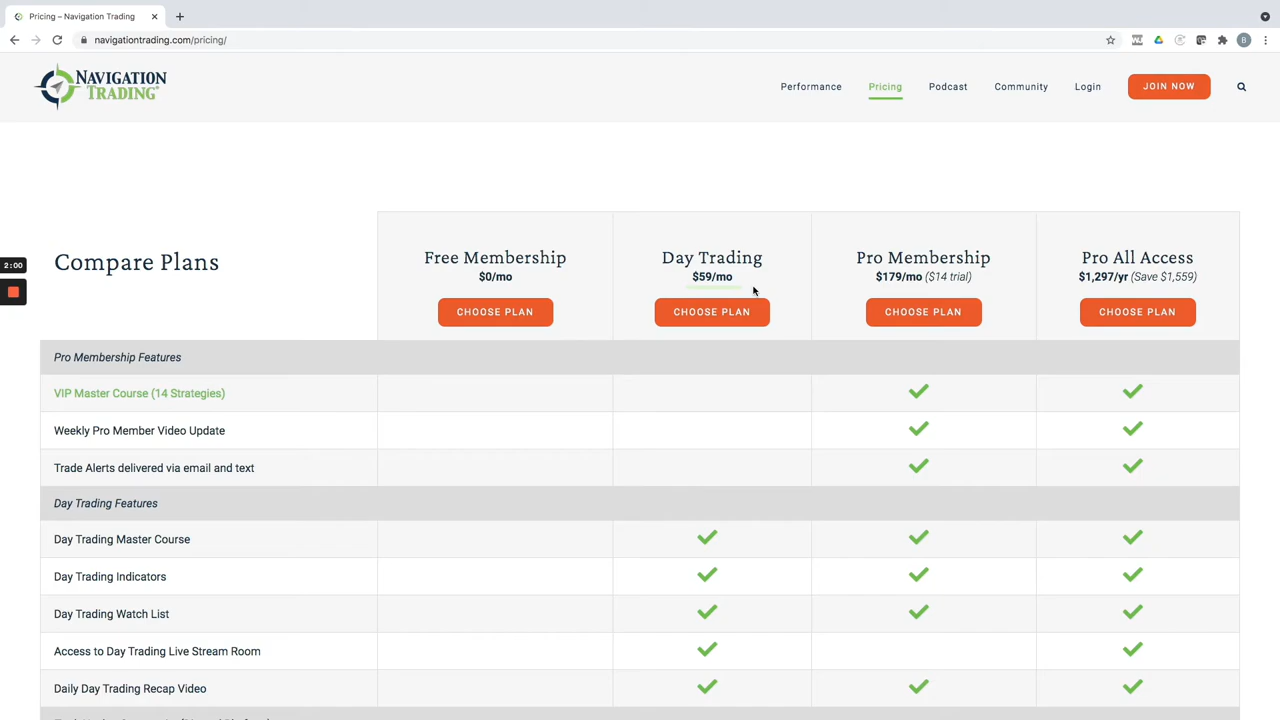 Pricing – Navigation Trading
navigationtrading.com/pricing/
B
NAVIGATION
TRADING
Performance
Pricing
Podcast
Community
Login
JOIN NOW
Compare Plans
Free Membership
$0/mo
CHOOSE PLAN
Day Trading
$59/mo
CHOOSE PLAN
Pro Membership
$179/mo ($14 trial)
CHOOSE PLAN
Pro All Access
$1,297/yr (Save $1,559)
CHOOSE PLAN
2:00
Pro Membership Features
VIP Master Course (14 Strategies)
Weekly Pro Member Video Update
Trade Alerts delivered via email and text
Day Trading Features
Day Trading Master Course
Day Trading Indicators
Day Trading Watch List
Access to Day Trading Live Stream Room
Daily Day Trading Recap Video